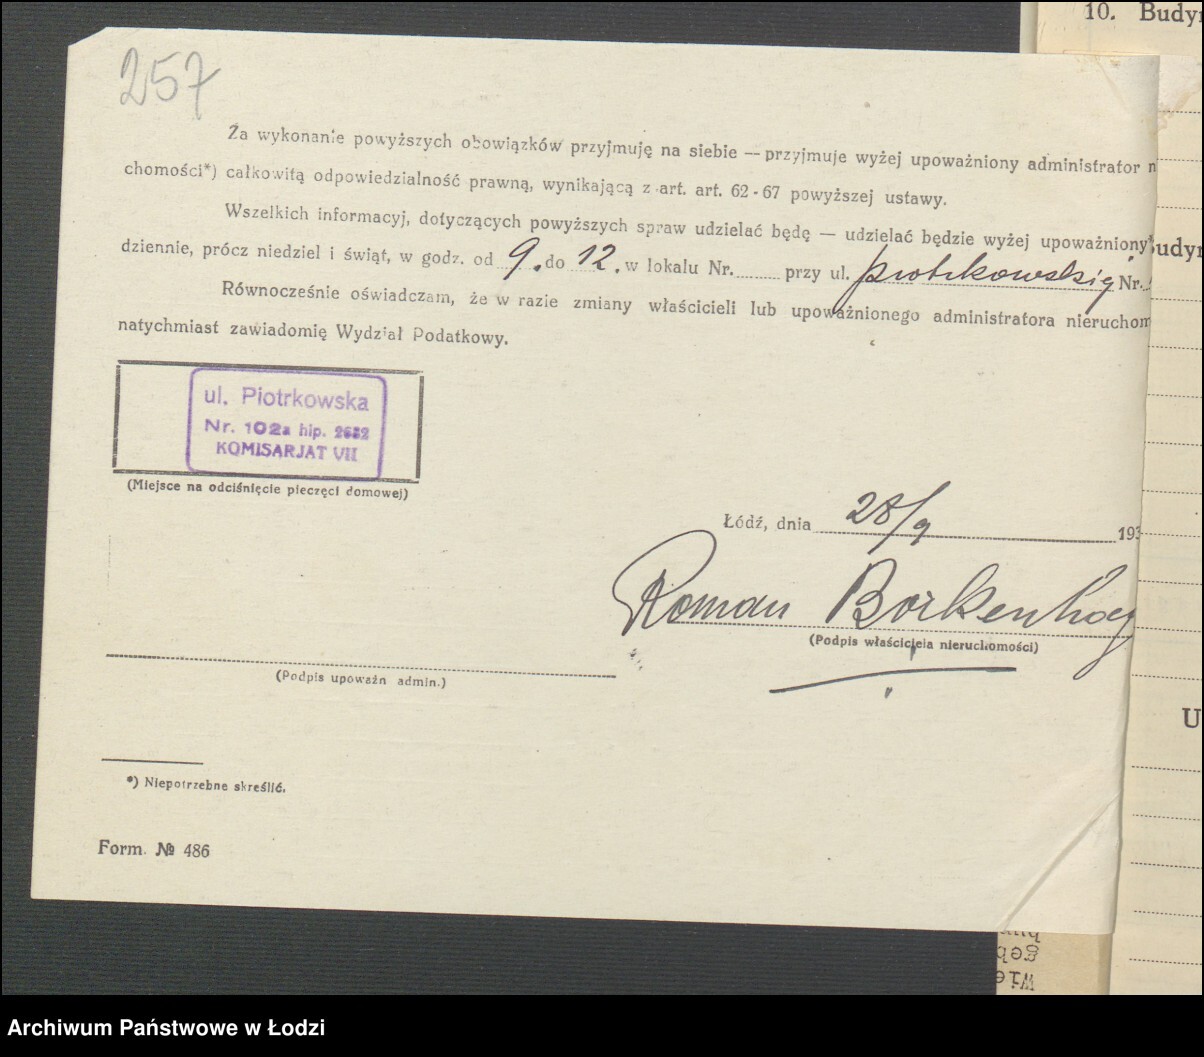 10. Budyn
257
Za wykonanie powyższych obowiązków przyjmuję na siebie — przyjmuje wyżej upoważniony administrator n
chomości*) całkowitą odpowiedzialność prawną, wynikającą z art. art. 62-67 powyższej ustawy.
Wszelkich informacyj, dotyczących powyższych spraw udzielać będę — udzielać będzie wyżej upoważniony*
dziennie, prócz niedziel i świąt, w godz. od 9. do 12. w lokalu Nr. przy ul. piotrkowskiej Nr.
Równocześnie oświadczam, że w razie zmiany właścicieli lub upoważnionego administratora nieruchom
natychmiast zawiadomię Wydział Podatkowy.
ul. Piotrkowska
Nr. 102a hip. 2632
KOMISARJAT VII
(Miejsce na odciśnięcie pieczęci domowej)
Łódź, dnia 28/9 193
Roman Borkenhag
(Podpis właściciela nieruchomości)
(Podpis upoważn admin.)
*) Niepotrzebne skreślić.
Form. № 486
budyn
U
geb
Wie
Archiwum Państwowe w Łodzi